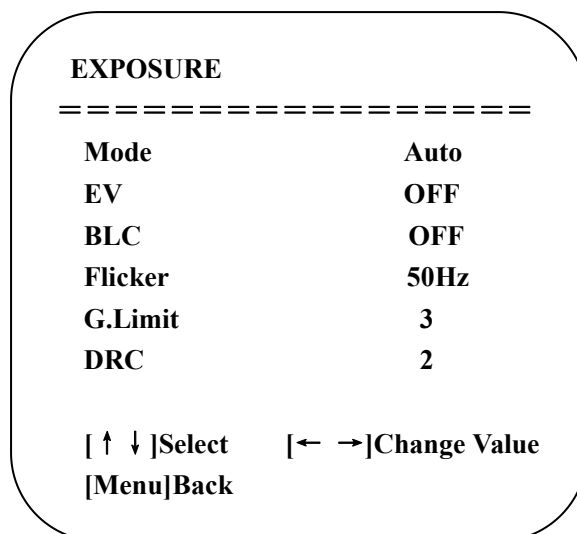 EXPOSURE
=================
Mode Auto
EV OFF
BLC OFF
Flicker 50Hz
G.Limit 3
DRC 2
[↑ ↓]Select [← →]Change Value
[Menu]Back